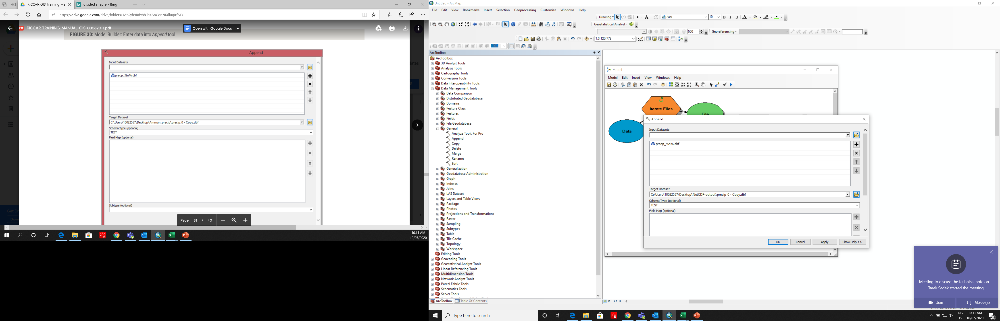 RICCAR GIS Training Ma
6 sided shapre - Bing
https://drive.google.com/drive/folders/1AtGyh9Rdy8h-hKAoConNIXlluqIrfALY
RICCAR-TRAINING-MANUAL-GIS-030620-1.pdf
Open with Google Docs
FIGURE 30: Model Builder: Enter data into Append tool
Append
Input Datasets
precip_%n%.dbf
Target Dataset
C:\Users\10022557\Desktop\Amman_precip\precip_0 - Copy.dbf
Schema Type (optional)
TEST
Field Map (optional)
Subtype (optional)
Page 31 / 40
10:11 AM
10/07/2020
Untitled - ArcMap
File Edit View Bookmarks Insert Selection Geoprocessing Customize Windows Help
Drawing Arial 10 B I U A
Geostatistical Analyst
500 Georeferencing
1:3,120,779
ArcToolbox
ArcToolbox
3D Analyst Tools
Analysis Tools
Cartography Tools
Conversion Tools
Data Interoperability Tools
Data Management Tools
Data Comparison
Distributed Geodatabase
Domains
Feature Class
Features
Fields
File Geodatabase
General
Analyze Tools For Pro
Append
Copy
Delete
Merge
Rename
Sort
Generalization
Geodatabase Administration
Graph
Indexes
Joins
LAS Dataset
Layers and Table Views
Package
Photos
Projections and Transformations
Raster
Sampling
Subtypes
Table
Tile Cache
Topology
Workspace
Editing Tools
Geocoding Tools
Geostatistical Analyst Tools
Linear Referencing Tools
Multidimension Tools
Network Analyst Tools
Parcel Fabric Tools
Schematics Tools
Server Tools
ArcToolbox Table Of Contents
Model
Model Edit Insert View Windows Help
Iterate Files
File
Data
Append
Input Datasets
precip_%n%.dbf
Target Dataset
C:\Users\10022557\Desktop\NetCDF-output\precip_0 - Copy.dbf
Schema Type (optional)
TEST
Field Map (optional)
OK Cancel Apply Show Help >>
Meeting to discuss the technical note on ...
Tarek Sadek started the meeting
Join Message
Type here to search
ENG
US
10:11 AM
10/07/2020
23